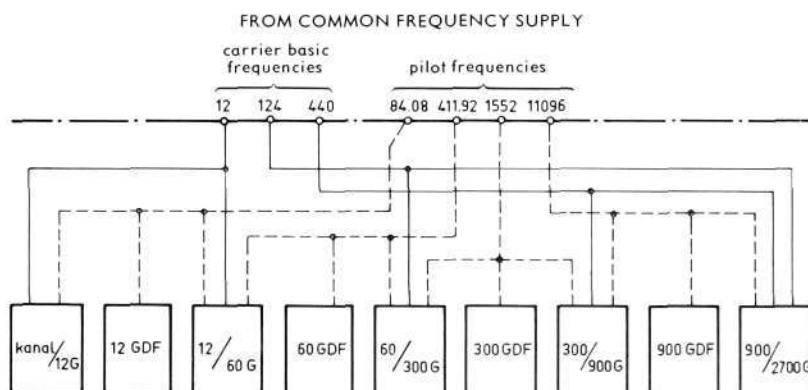 FROM COMMON FREQUENCY SUPPLY
carrier basic
frequencies
pilot frequencies
12 124 440 84.08 411.92 1552 11096
kanal/12G 12 GDF 12/60 G 60 GDF 60/300G 300 GDF 300/900G 900 GDF 900/2700G